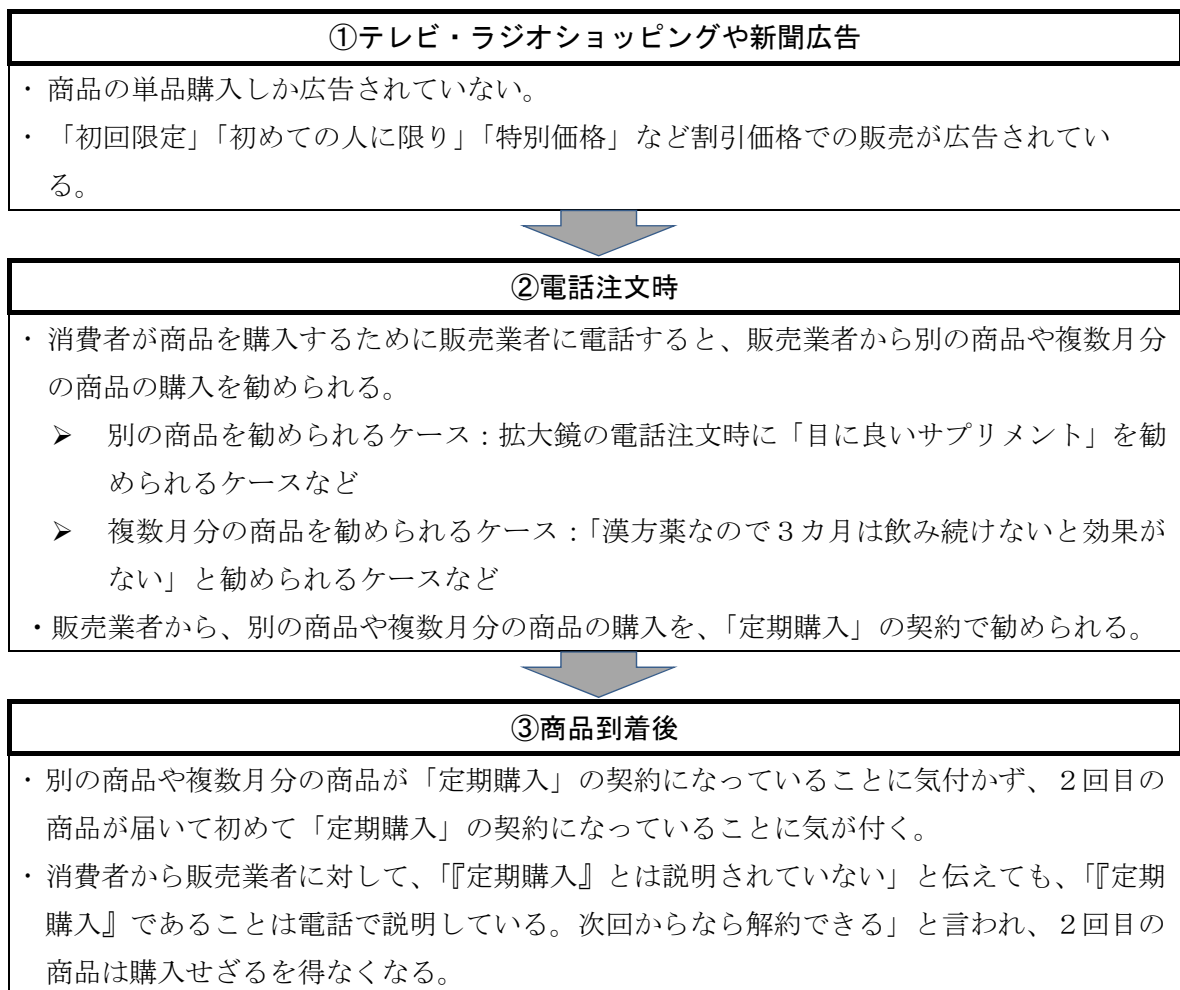 ①テレビ・ラジオショッピングや新聞広告
・ 商品の単品購入しか広告されていない。
・ 「初回限定」「初めての人に限り」「特別価格」など割引価格での販売が広告されてい
る。
②電話注文時
・ 消費者が商品を購入するために販売業者に電話すると、販売業者から別の商品や複数月分
の商品の購入を勧められる。
➢ 別の商品を勧められるケース：拡大鏡の電話注文時に「目に良いサプリメント」を勧
められるケースなど
➢ 複数月分の商品を勧められるケース：「漢方薬なので３カ月は飲み続けないと効果が
ない」と勧められるケースなど
・販売業者から、別の商品や複数月分の商品の購入を、「定期購入」の契約で勧められる。
③商品到着後
・ 別の商品や複数月分の商品が「定期購入」の契約になっていることに気付かず、２回目の
商品が届いて初めて「定期購入」の契約になっていることに気が付く。
・ 消費者から販売業者に対して、「『定期購入』とは説明されていない」と伝えても、「『定期
購入』であることは電話で説明している。次回からなら解約できる」と言われ、２回目の
商品は購入せざるを得なくなる。